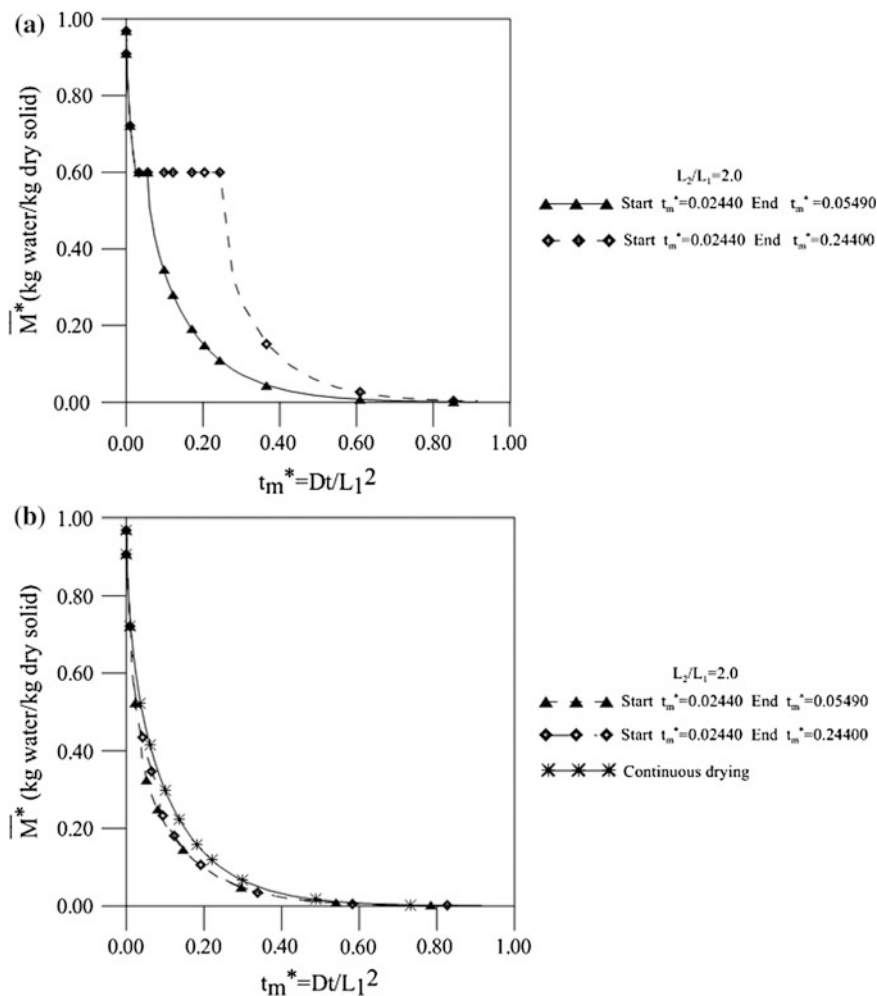 (a)
1.00
0.80
0.60
0.40
0.20
0.00
M* (kg water/kg dry solid)
0.00 0.20 0.40 0.60 0.80 1.00
tm*=Dt/L1²
L₂/L₁=2.0
Start tm*=0.02440 End tm*=0.05490
Start tm*=0.02440 End tm*=0.24400
(b)
1.00
0.80
0.60
0.40
0.20
0.00
M* (kg water/kg dry solid)
0.00 0.20 0.40 0.60 0.80 1.00
tm*=Dt/L1²
L₂/L₁=2.0
Start tm*=0.02440 End tm*=0.05490
Start tm*=0.02440 End tm*=0.24400
Continuous drying